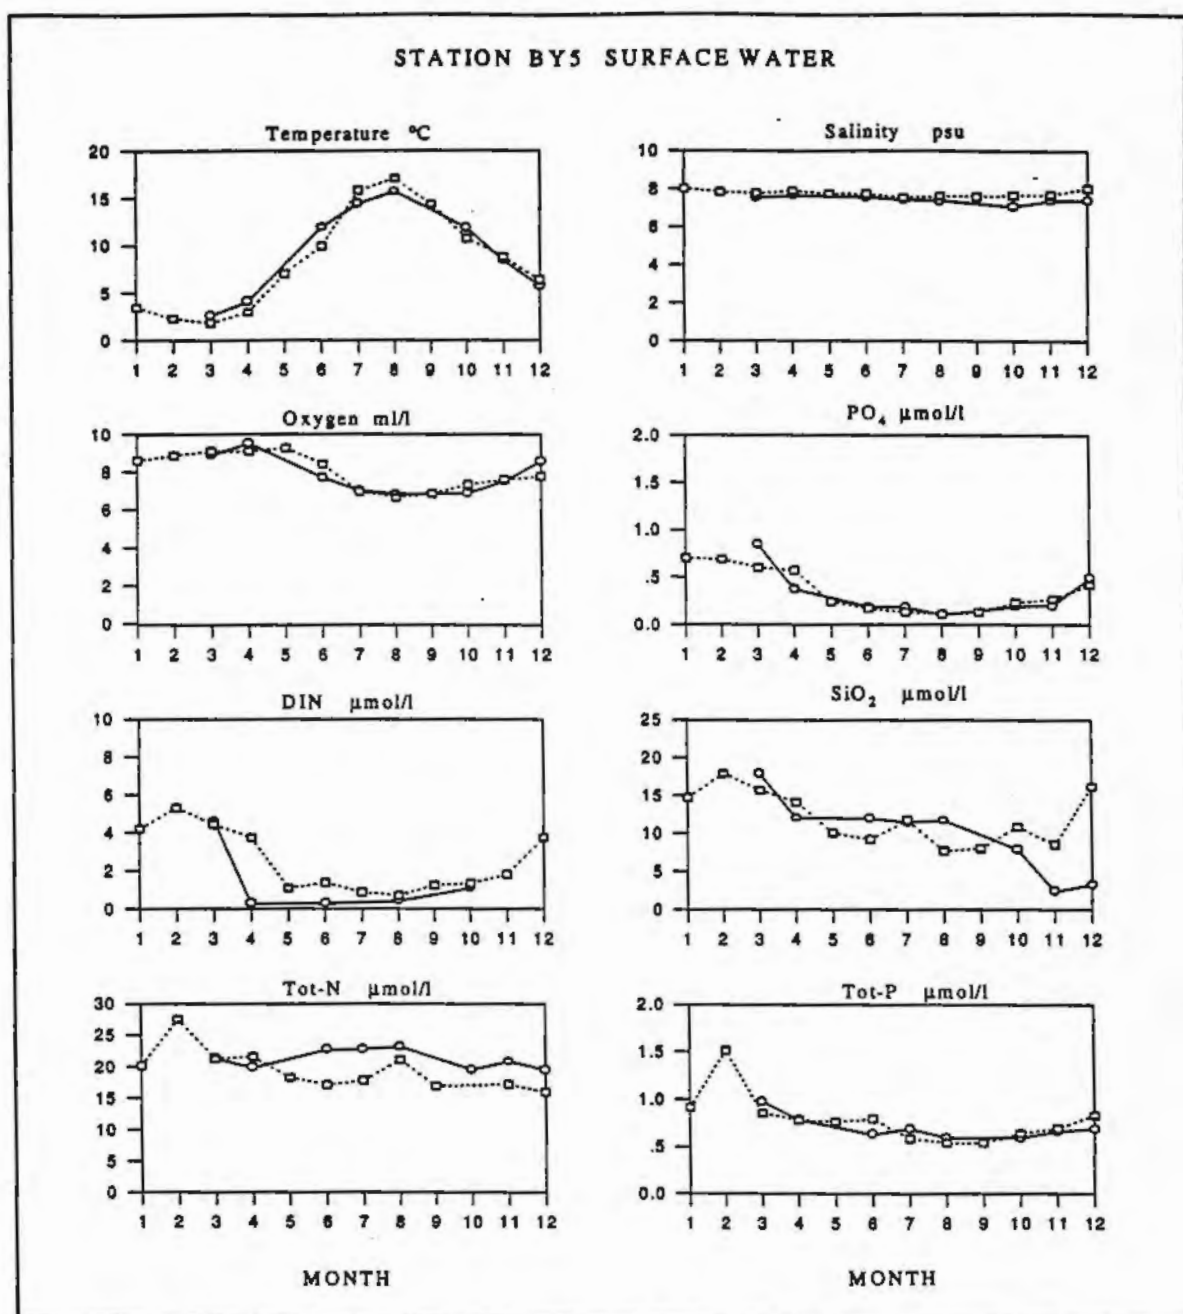 STATION BY5 SURFACE WATER
Temperature °C
20
15
10
5
0
1 2 3 4 5 6 7 8 9 10 11 12
Salinity psu
10
8
6
4
2
0
1 2 3 4 5 6 7 8 9 10 11 12
Oxygen ml/l
10
8
6
4
2
0
1 2 3 4 5 6 7 8 9 10 11 12
PO₄ µmol/l
2.0
1.5
1.0
.5
0.0
1 2 3 4 5 6 7 8 9 10 11 12
DIN µmol/l
10
8
6
4
2
0
1 2 3 4 5 6 7 8 9 10 11 12
SiO₂ µmol/l
25
20
15
10
5
0
1 2 3 4 5 6 7 8 9 10 11 12
Tot-N µmol/l
30
25
20
15
10
5
0
1 2 3 4 5 6 7 8 9 10 11 12
MONTH
Tot-P µmol/l
2.0
1.5
1.0
.5
0.0
1 2 3 4 5 6 7 8 9 10 11 12
MONTH